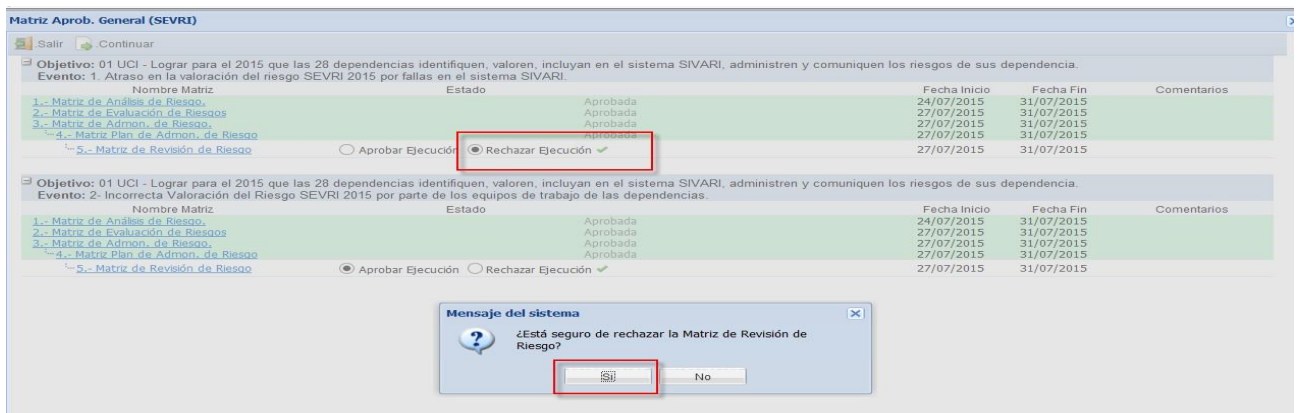 Matriz Aprob. General (SEVRI)
.Salir .Continuar
Objetivo: 01 UCI - Lograr para el 2015 que las 28 dependencias identifiquen, valoren, incluyan en el sistema SIVARI, administren y comuniquen los riesgos de sus dependencia.
Evento: 1. Atraso en la valoración del riesgo SEVRI 2015 por fallas en el sistema SIVARI.
Nombre Matriz Estado Fecha Inicio Fecha Fin Comentarios
1.- Matriz de Análisis de Riesgo. Aprobada 24/07/2015 31/07/2015
2.- Matriz de Evaluación de Riesgos Aprobada 27/07/2015 31/07/2015
3.- Matriz de Admon. de Riesgo. Aprobada 27/07/2015 31/07/2015
4.- Matriz Plan de Admon. de Riesgo Aprobada 27/07/2015 31/07/2015
5.- Matriz de Revisión de Riesgo Aprobar Ejecución Rechazar Ejecución 27/07/2015 31/07/2015
Objetivo: 01 UCI - Lograr para el 2015 que las 28 dependencias identifiquen, valoren, incluyan en el sistema SIVARI, administren y comuniquen los riesgos de sus dependencia.
Evento: 2- Incorrecta Valoración del Riesgo SEVRI 2015 por parte de los equipos de trabajo de las dependencias.
Nombre Matriz Estado Fecha Inicio Fecha Fin Comentarios
1.- Matriz de Análisis de Riesgo. Aprobada 24/07/2015 31/07/2015
2.- Matriz de Evaluación de Riesgos Aprobada 27/07/2015 31/07/2015
3.- Matriz de Admon. de Riesgo. Aprobada 27/07/2015 31/07/2015
4.- Matriz Plan de Admon. de Riesgo Aprobada 27/07/2015 31/07/2015
5.- Matriz de Revisión de Riesgo Aprobar Ejecución Rechazar Ejecución 27/07/2015 31/07/2015
Mensaje del sistema
¿Está seguro de rechazar la Matriz de Revisión de
Riesgo?
Si No